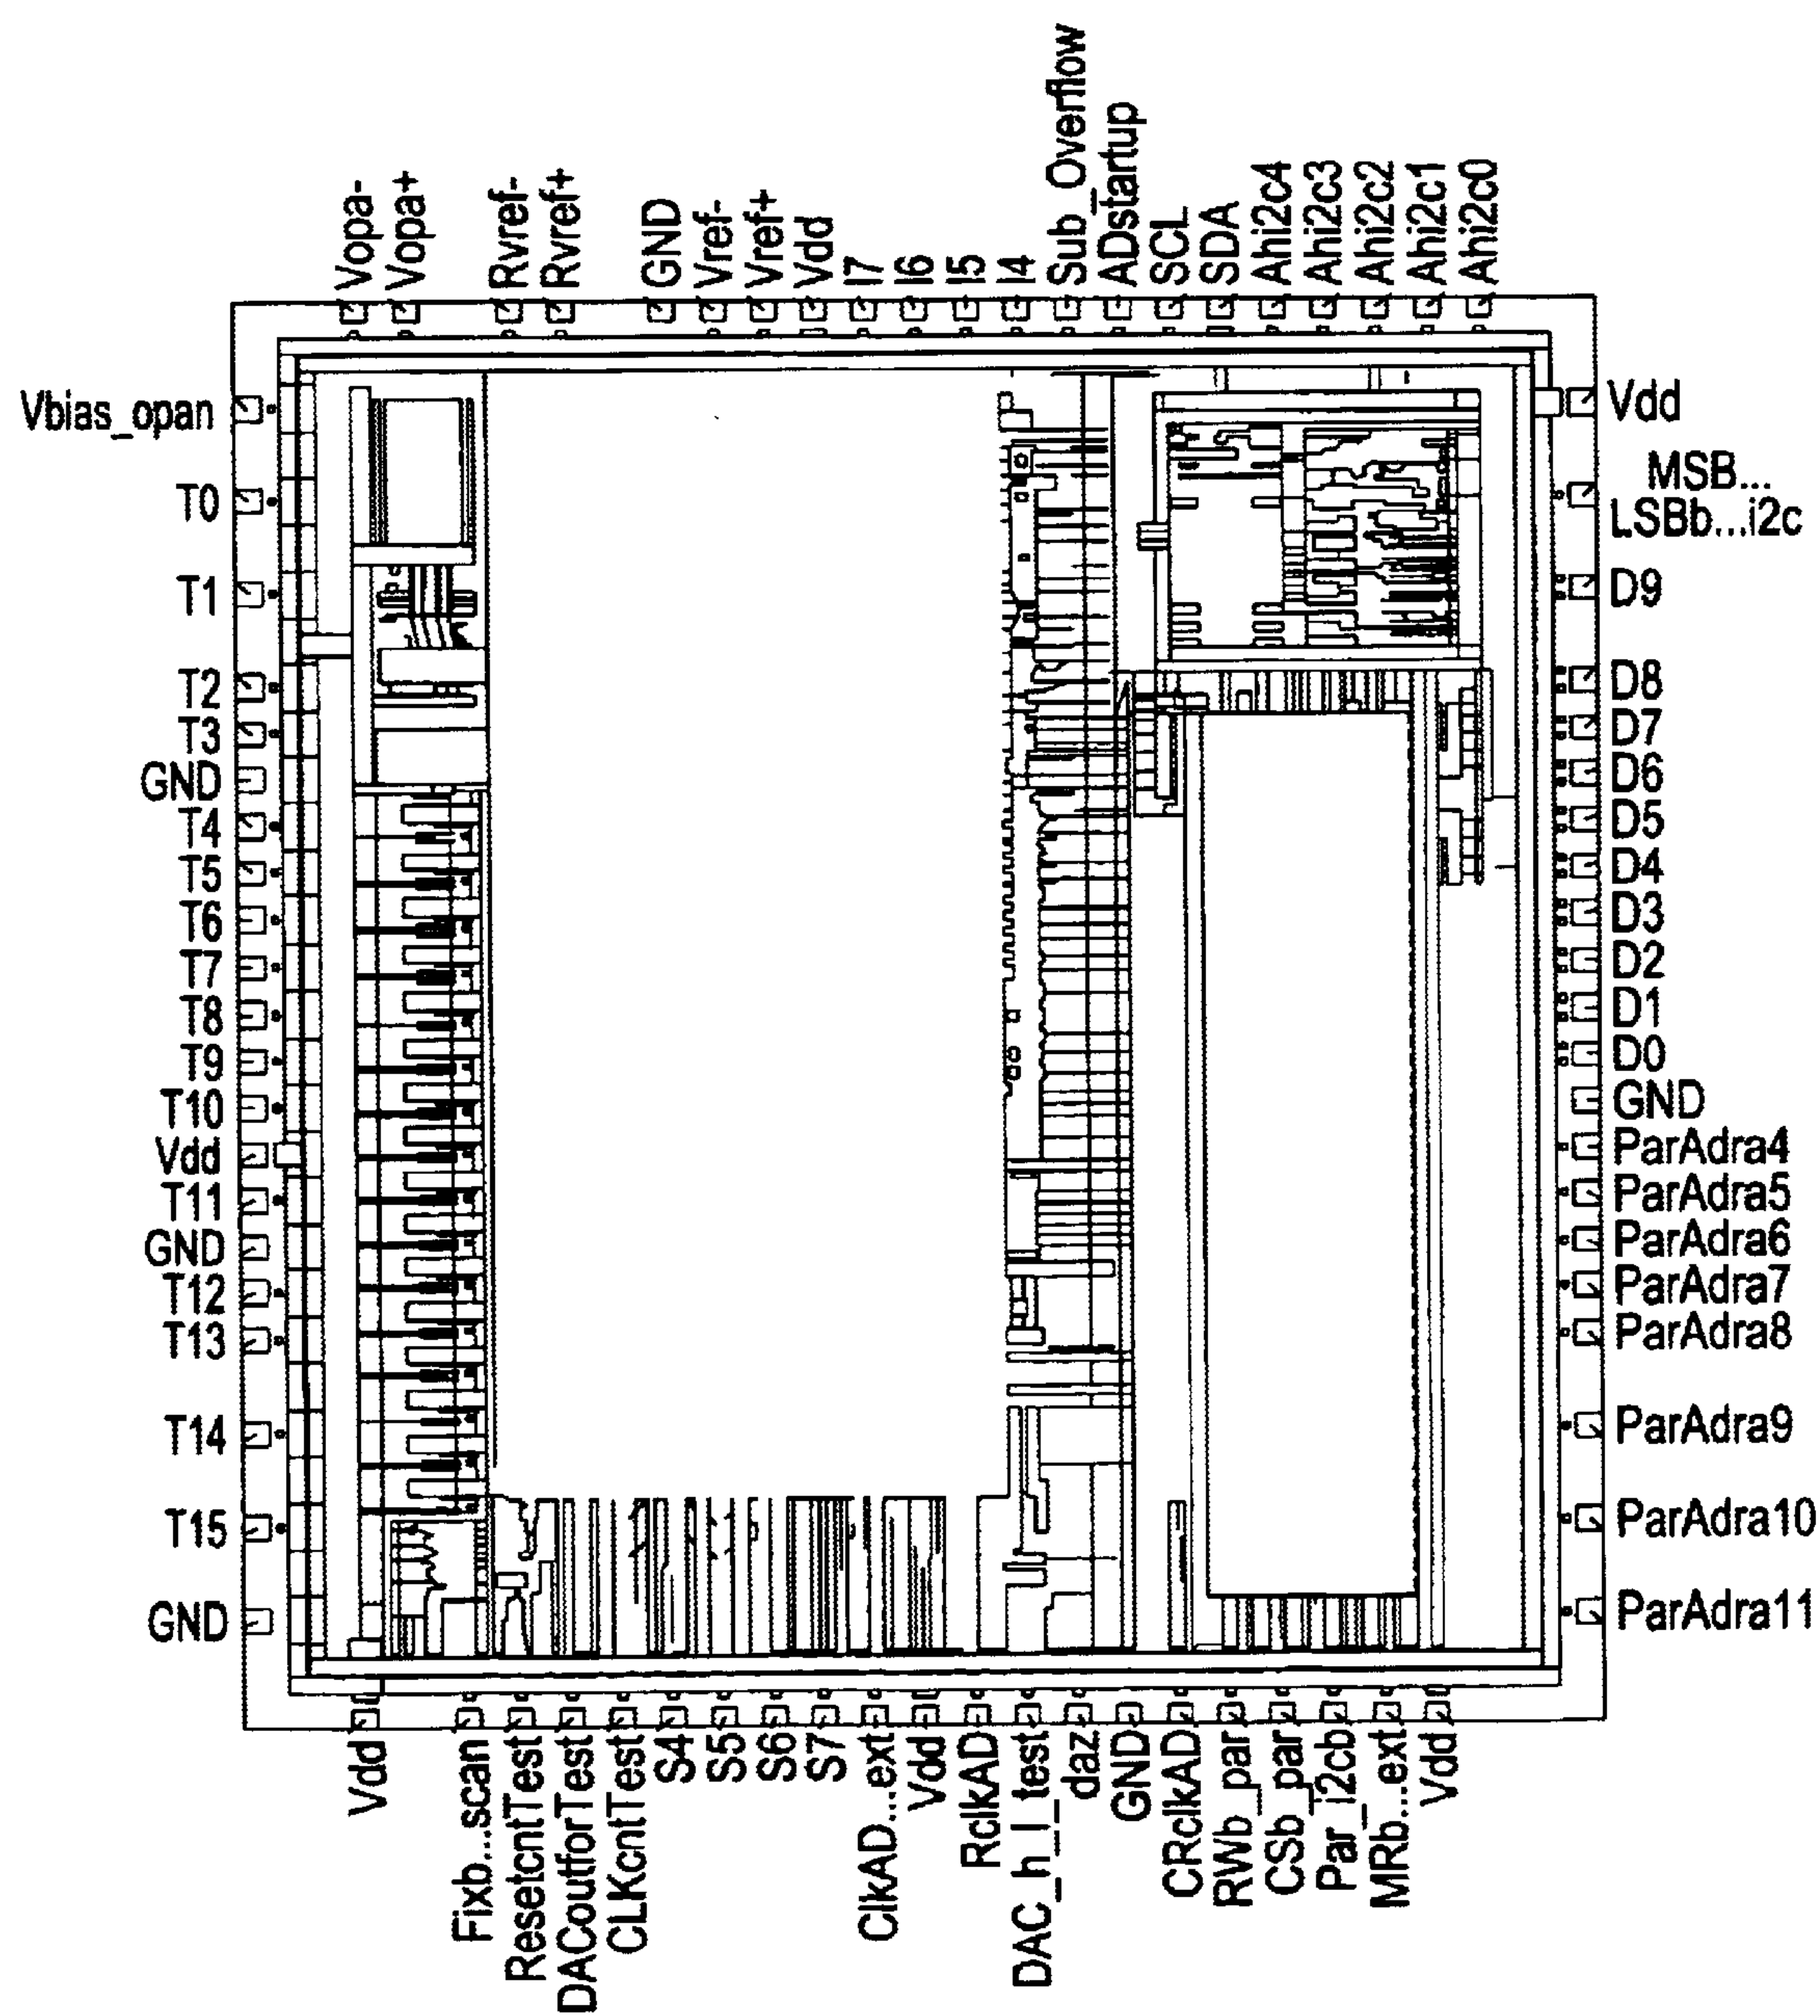 Vopa-
Vopa+
Rvref-
Rvref+
GND
Vref-
Vref+
Vdd
I7
I6
I5
I4
Sub_Overflow
ADstartup
SCL
SDA
Ahi2c4
Ahi2c3
Ahi2c2
Ahi2c1
Ahi2c0
Vbias_opan
T0
T1
T2
T3
GND
T4
T5
T6
T7
T8
T9
T10
Vdd
T11
GND
T12
T13
T14
T15
GND
Vdd
MSB...
LSBb...i2c
D9
D8
D7
D6
D5
D4
D3
D2
D1
D0
GND
ParAdra4
ParAdra5
ParAdra6
ParAdra7
ParAdra8
ParAdra9
ParAdra10
ParAdra11
Vdd
Fixb...scan
ResetcntTest
DACoutforTest
CLKcntTest
S4
S5
S6
S7
ClkAD...ext
Vdd
RclkAD
DAC_h_l_test
daz
GND
CRclkAD
RWb_par
CSb_par
Par_i2cb
MRb...ext
Vdd